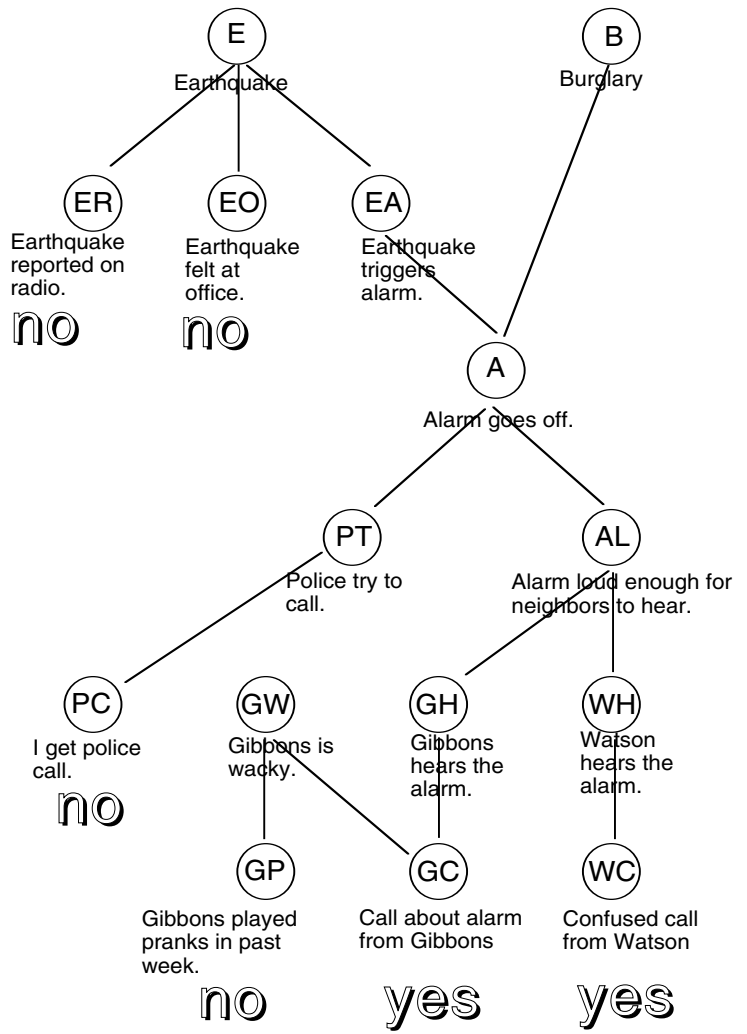 E
B
Earthquake
Burglary
ER
EO
EA
Earthquake
reported on
radio.
no
Earthquake
felt at
office.
no
Earthquake
triggers
alarm.
A
Alarm goes off.
PT
AL
Police try to
call.
Alarm loud enough for
neighbors to hear.
PC
GW
GH
WH
I get police
call.
no
Gibbons is
wacky.
Gibbons
hears the
alarm.
Watson
hears the
alarm.
GP
GC
WC
Gibbons played
pranks in past
week.
no
Call about alarm
from Gibbons
yes
Confused call
from Watson
yes